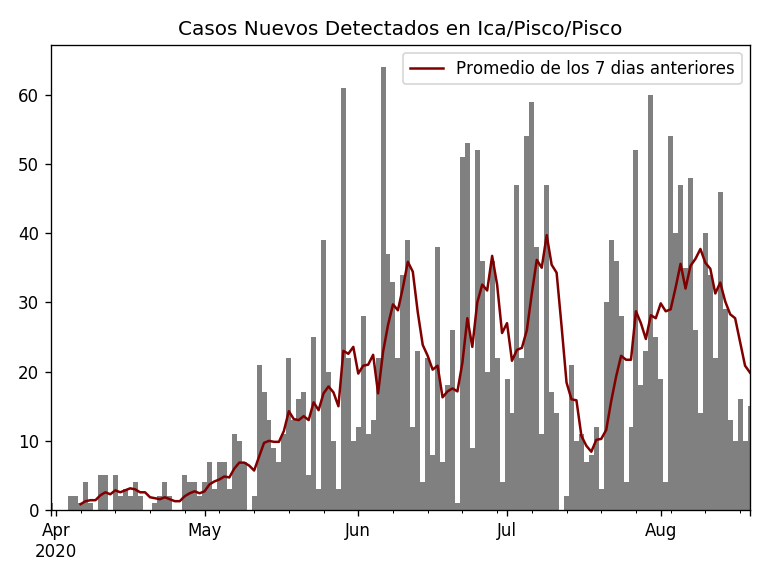 Casos Nuevos Detectados en Ica/Pisco/Pisco
Promedio de los 7 dias anteriores
60
50
40
30
20
10
0
Apr
2020
May
Jun
Jul
Aug